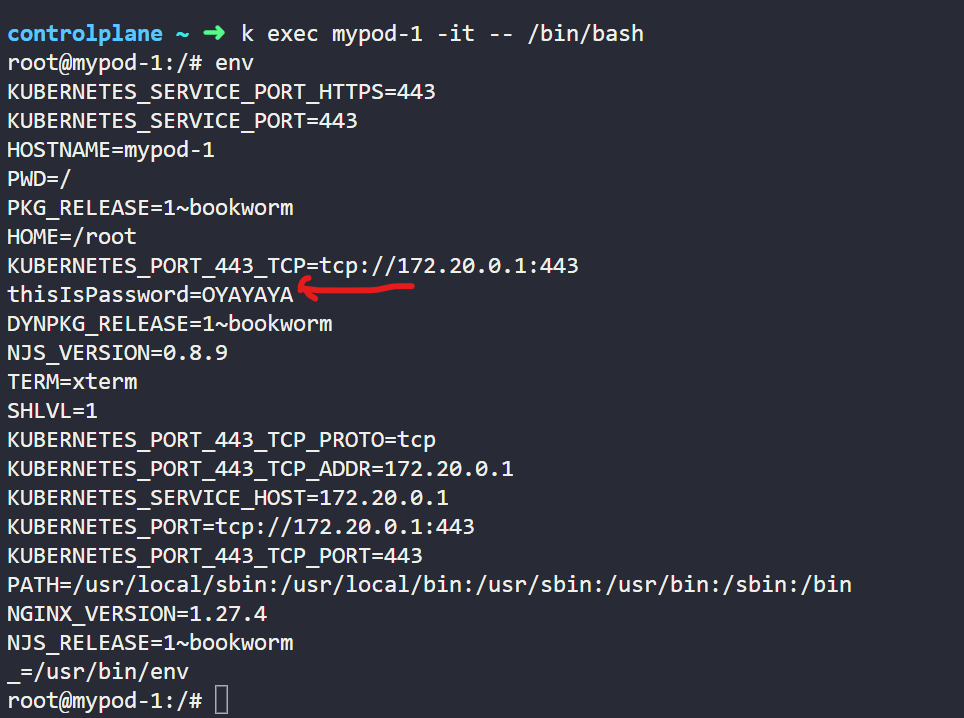 controlplane ~ ➜ k exec mypod-1 -it -- /bin/bash
root@mypod-1:/# env
KUBERNETES_SERVICE_PORT_HTTPS=443
KUBERNETES_SERVICE_PORT=443
HOSTNAME=mypod-1
PWD=/
PKG_RELEASE=1~bookworm
HOME=/root
KUBERNETES_PORT_443_TCP=tcp://172.20.0.1:443
thisIsPassword=OYAYAYA
DYNPKG_RELEASE=1~bookworm
NJS_VERSION=0.8.9
TERM=xterm
SHLVL=1
KUBERNETES_PORT_443_TCP_PROTO=tcp
KUBERNETES_PORT_443_TCP_ADDR=172.20.0.1
KUBERNETES_SERVICE_HOST=172.20.0.1
KUBERNETES_PORT=tcp://172.20.0.1:443
KUBERNETES_PORT_443_TCP_PORT=443
PATH=/usr/local/sbin:/usr/local/bin:/usr/sbin:/usr/bin:/sbin:/bin
NGINX_VERSION=1.27.4
NJS_RELEASE=1~bookworm
_=/usr/bin/env
root@mypod-1:/#